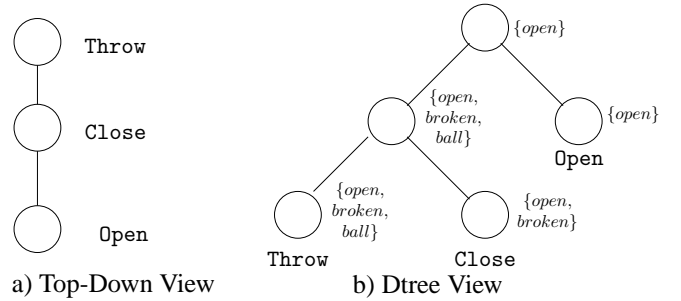 Throw
Close
Open
a) Top-Down View
{open}
{open,
broken,
ball}
{open}
Open
{open,
broken,
ball}
Throw
{open,
broken}
Close
b) Dtree View